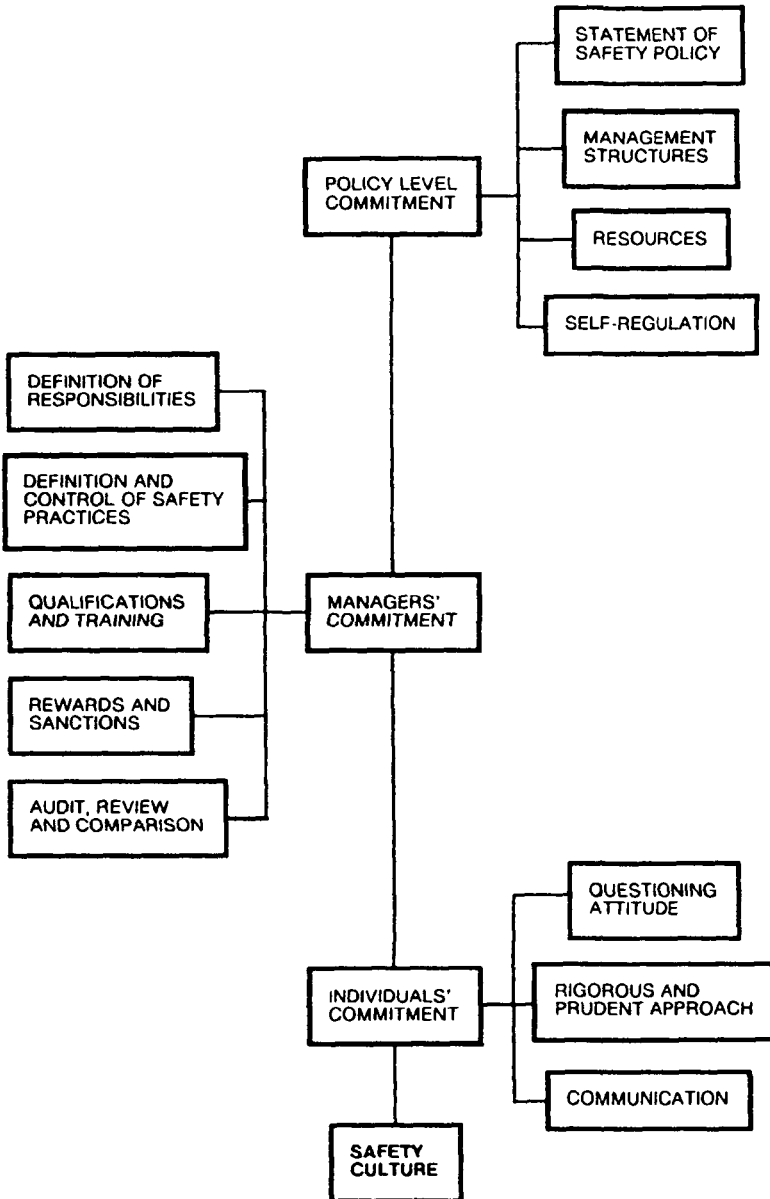 STATEMENT OF
SAFETY POLICY
MANAGEMENT
STRUCTURES
POLICY LEVEL
COMMITMENT
RESOURCES
SELF-REGULATION
DEFINITION OF
RESPONSIBILITIES
DEFINITION AND
CONTROL OF SAFETY
PRACTICES
QUALIFICATIONS
AND TRAINING
MANAGERS'
COMMITMENT
REWARDS AND
SANCTIONS
AUDIT, REVIEW
AND COMPARISON
QUESTIONING
ATTITUDE
INDIVIDUALS'
COMMITMENT
RIGOROUS AND
PRUDENT APPROACH
COMMUNICATION
SAFETY
CULTURE